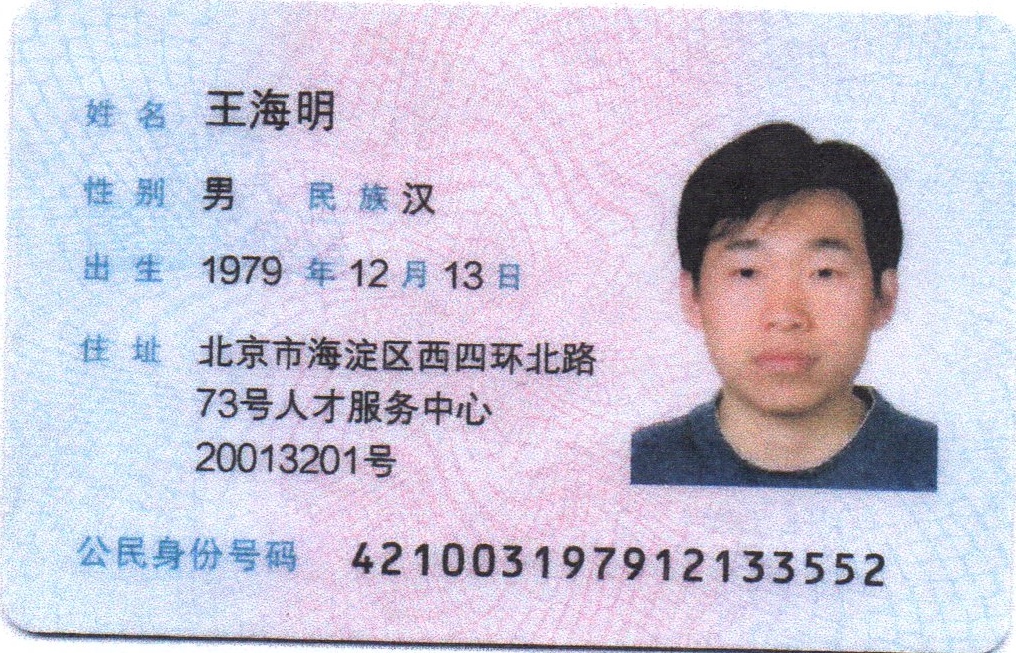 姓名 王海明
性别 男 民族 汉
出生 1979 年 12 月 13 日
住址 北京市海淀区西四环北路
73号人才服务中心
20013201号
公民身份号码 421003197912133552